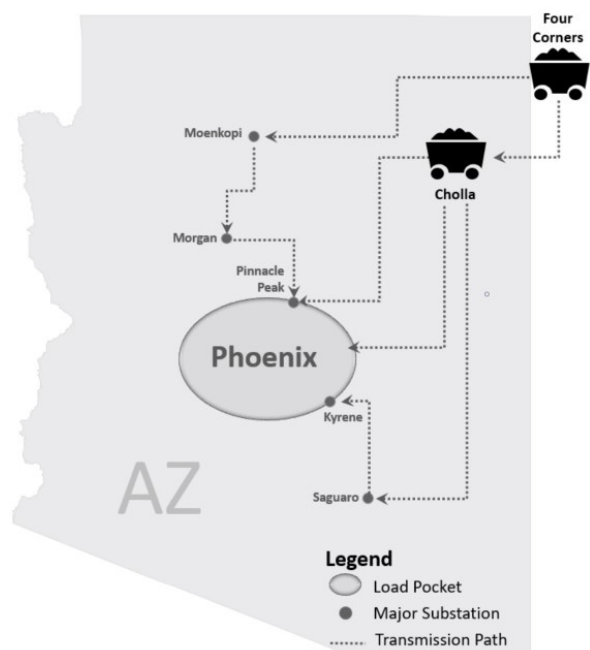 Four
Corners
Moenkopi
Cholla
Morgan
Pinnacle
Peak
Phoenix
Kyrene
AZ
Saguaro
Legend
Load Pocket
Major Substation
Transmission Path